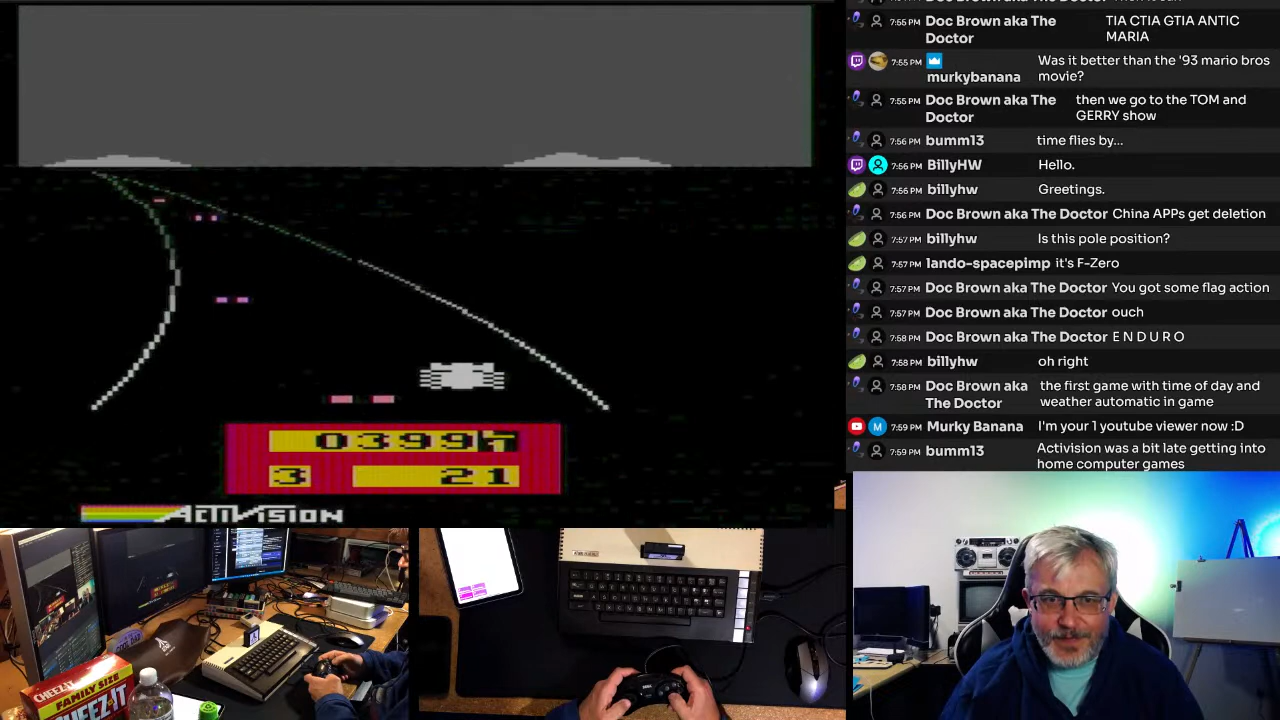 7:55 PM Doc Brown aka The Doctor TIA CTIA GTIA ANTIC
MARIA
7:55 PM murkybanana Was it better than the '93 mario bros
movie?
7:55 PM Doc Brown aka The Doctor then we go to the TOM and
GERRY show
7:56 PM bumm13 time flies by...
7:56 PM BillyHW Hello.
7:56 PM billyhw Greetings.
7:56 PM Doc Brown aka The Doctor China APPs get deletion
7:57 PM billyhw Is this pole position?
7:57 PM lando-spacepimp it's F-Zero
7:57 PM Doc Brown aka The Doctor You got some flag action
7:57 PM Doc Brown aka The Doctor ouch
7:58 PM Doc Brown aka The Doctor E N D U R O
7:58 PM billyhw oh right
7:58 PM Doc Brown aka The Doctor the first game with time of day and
weather automatic in game
7:59 PM M Murky Banana I'm your 1 youtube viewer now :D
7:59 PM bumm13 Activision was a bit late getting into
home computer games
0399
3 21
ACTIVISION
CHEEZ-IT
FAMILY SIZE
CHEEZ-IT